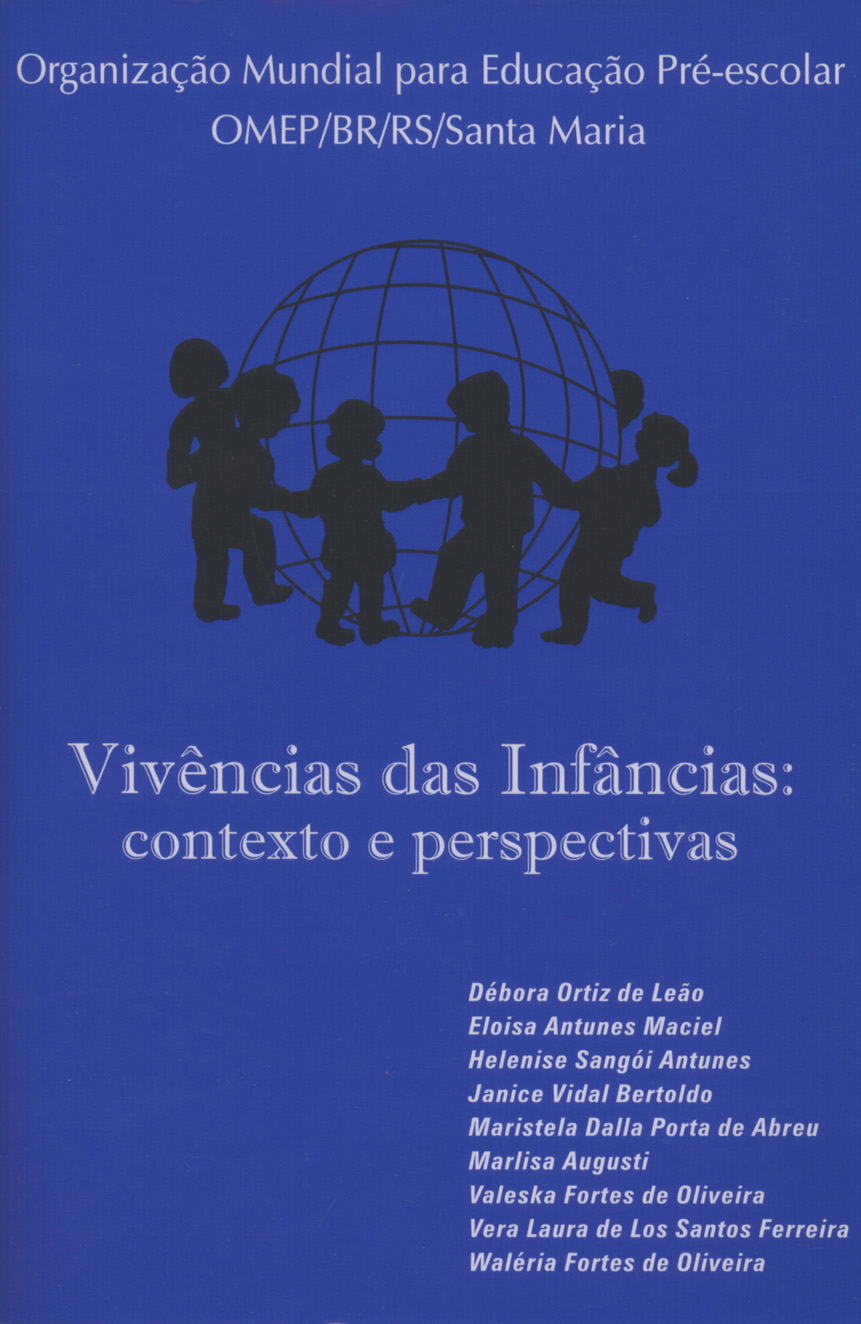 Organização Mundial para Educação Pré-escolar
OMEP/BR/RS/Santa Maria
Vivências das Infâncias:
contexto e perspectivas
Débora Ortiz de Leão
Eloisa Antunes Maciel
Helenise Sangói Antunes
Janice Vidal Bertoldo
Maristela Dalla Porta de Abreu
Marlisa Augusti
Valeska Fortes de Oliveira
Vera Laura de Los Santos Ferreira
Waléria Fortes de Oliveira